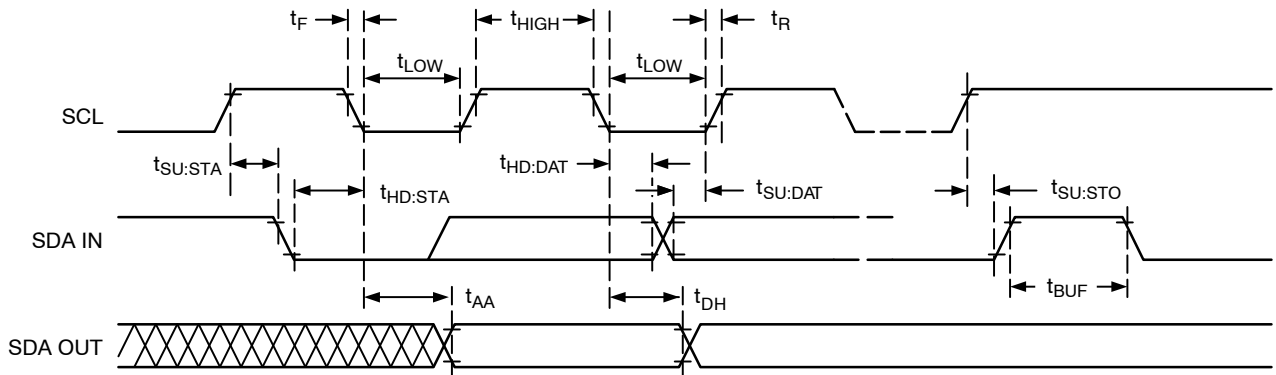 tF
tHIGH
tR
tLOW
tLOW
SCL
tSU:STA
tHD:STA
tHD:DAT
tSU:DAT
tSU:STO
SDA IN
tBUF
tAA
tDH
SDA OUT